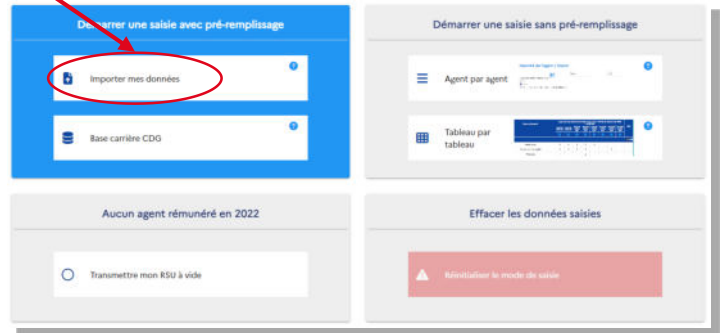 Démarrer une saisie avec pré-remplissage
Importer mes données
Base carrière CDG
Démarrer une saisie sans pré-remplissage
Agent par agent
Tableau par
tableau
Aucun agent rémunéré en 2022
Transmettre mon RSU à vide
Effacer les données saisies
Réinitialiser le mode de saisie